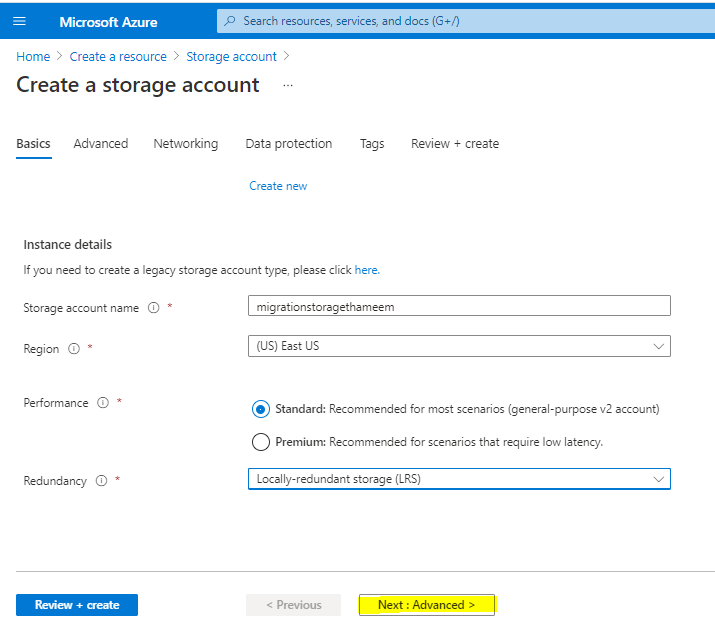 Microsoft Azure
Search resources, services, and docs (G+/)
Home > Create a resource > Storage account >
Create a storage account ...
Basics Advanced Networking Data protection Tags Review + create
Create new
Instance details
If you need to create a legacy storage account type, please click here.
Storage account name * migrationstoragethameem
Region * (US) East US
Performance * Standard: Recommended for most scenarios (general-purpose v2 account)
Premium: Recommended for scenarios that require low latency.
Redundancy * Locally-redundant storage (LRS)
Review + create < Previous Next : Advanced >